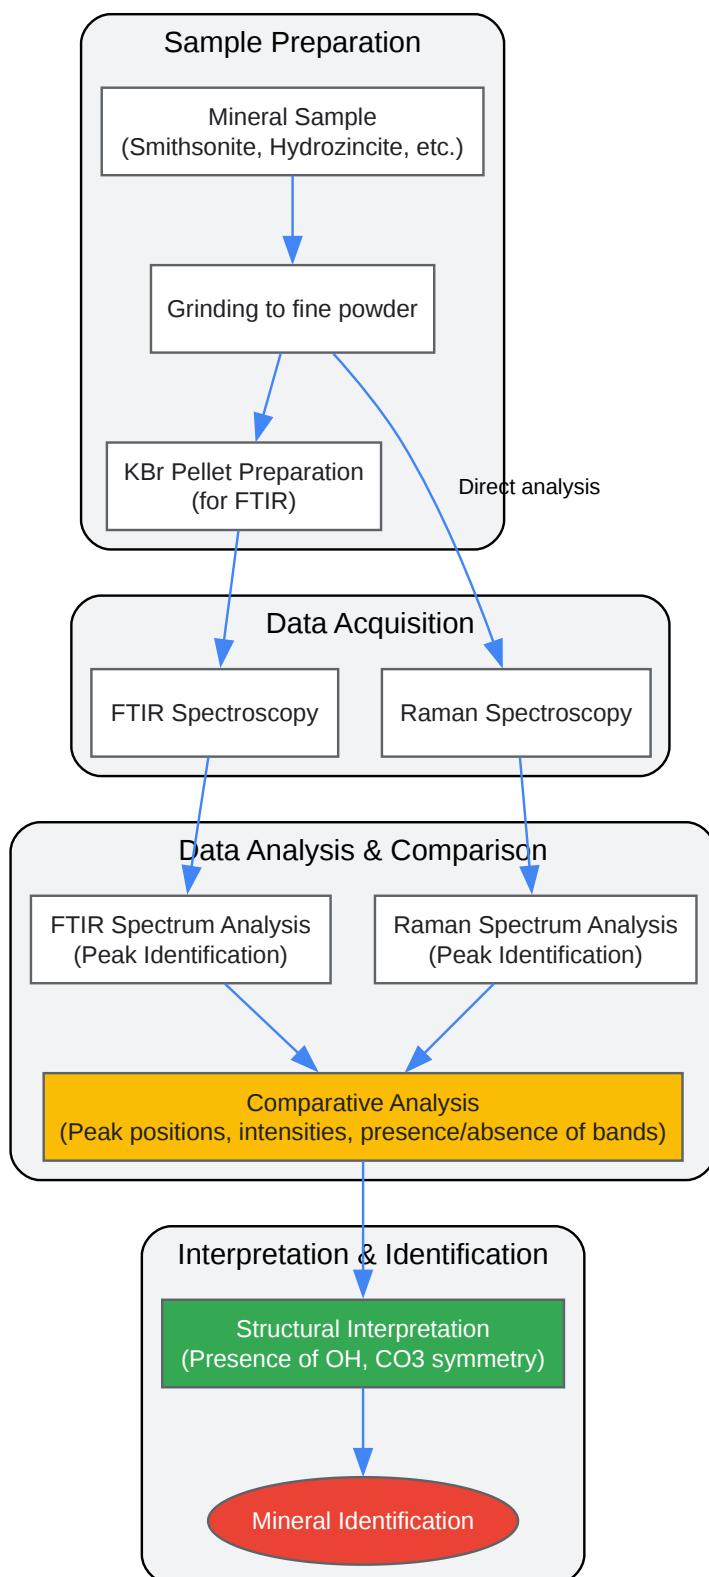 Sample Preparation
Mineral Sample
(Smithsonite, Hydrozincite, etc.)
Grinding to fine powder
KBr Pellet Preparation
(for FTIR)
Direct analysis
Data Acquisition
FTIR Spectroscopy
Raman Spectroscopy
Data Analysis & Comparison
FTIR Spectrum Analysis
(Peak Identification)
Raman Spectrum Analysis
(Peak Identification)
Comparative Analysis
(Peak positions, intensities, presence/absence of bands)
Interpretation & Identification
Structural Interpretation
(Presence of OH, CO3 symmetry)
Mineral Identification